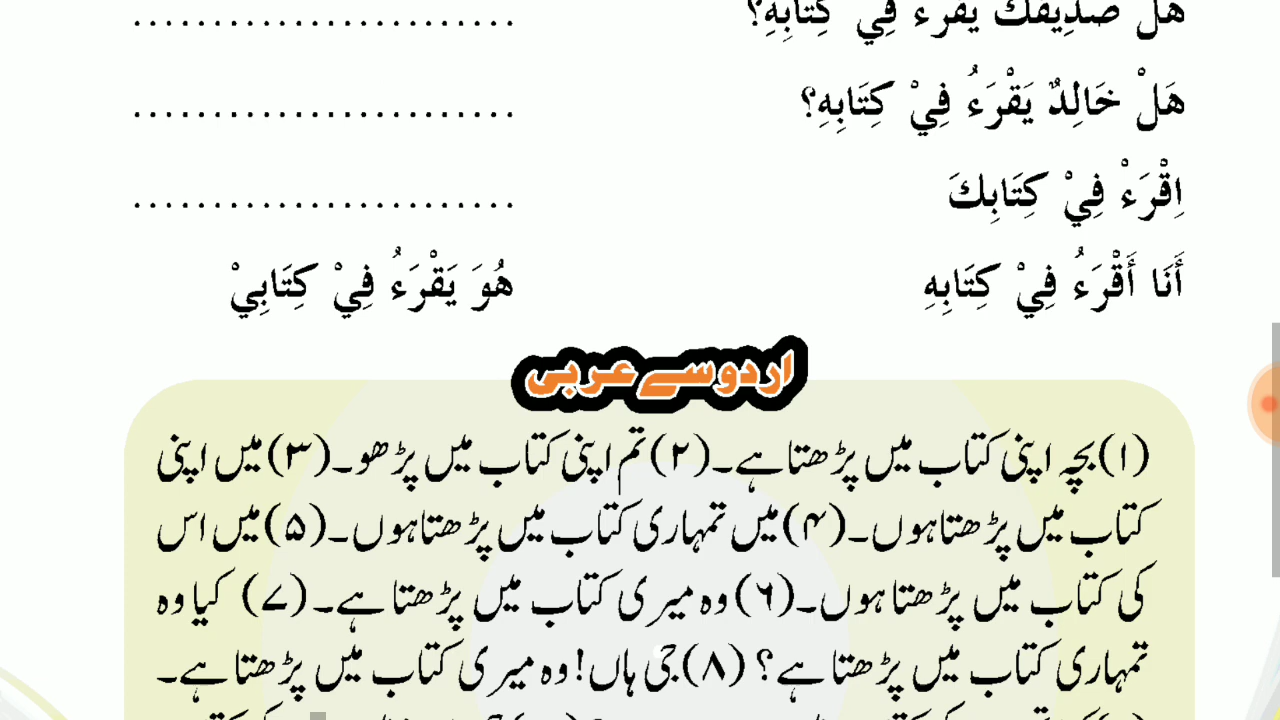 هَلْ صَدِيقُكَ يَقْرَءُ فِيْ كِتَابِهِ؟ ........................
هَلْ خَالِدٌ يَقْرَءُ فِيْ كِتَابِهِ؟ ........................
اِقْرَءْ فِيْ كِتَابِكَ ........................
أَنَا أَقْرَءُ فِيْ كِتَابِهِ هُوَ يَقْرَءُ فِيْ كِتَابِيْ
اردو سے عربی
(۱) بچہ اپنی کتاب میں پڑھتا ہے۔ (۲) تم اپنی کتاب میں پڑھو۔ (۳) میں اپنی
کتاب میں پڑھتا ہوں۔ (۴) میں تمہاری کتاب میں پڑھتا ہوں۔ (۵) میں اس
کی کتاب میں پڑھتا ہوں۔ (۶) وہ میری کتاب میں پڑھتا ہے۔ (۷) کیا وہ
تمہاری کتاب میں پڑھتا ہے؟ (۸) جی ہاں! وہ میری کتاب میں پڑھتا ہے۔